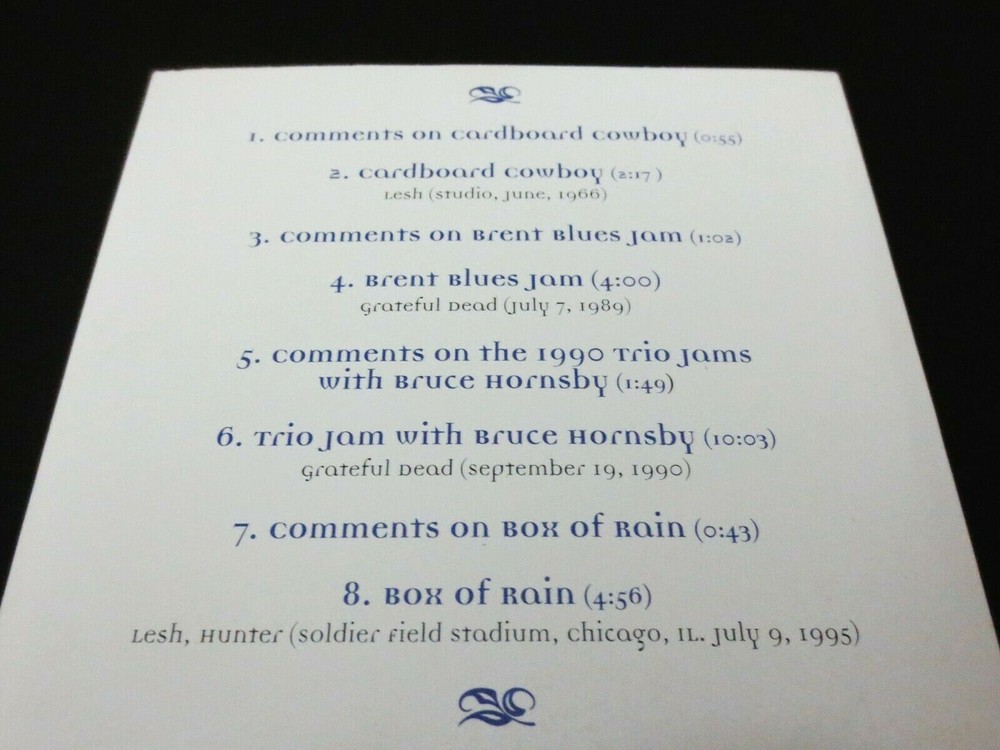 1. Comments on Cardboard Cowboy (0:55)
2. Cardboard Cowboy (2:17)
Lesh (studio, June, 1966)
3. Comments on Brent Blues Jam (1:02)
4. Brent Blues Jam (4:00)
Grateful Dead (July 7, 1989)
5. Comments on the 1990 Trio Jams
with Bruce Hornsby (1:49)
6. Trio Jam with Bruce Hornsby (10:03)
Grateful Dead (September 19, 1990)
7. Comments on Box of Rain (0:43)
8. Box of Rain (4:56)
Lesh, Hunter (Soldier Field Stadium, Chicago, IL. July 9, 1995)